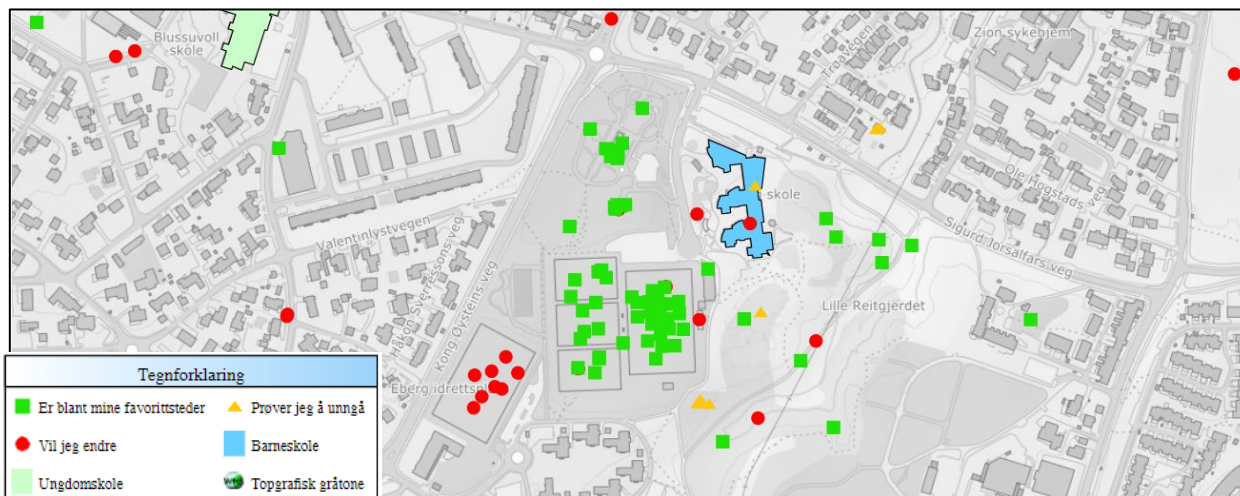 Blussuvoll
skole
Zion sykehjem
Trøavegen
skole
Ole Hogstads veg
Valentinlystvegen
Sigurd Jorsalfars veg
Håkon Sverressons veg
Kong Øysteins veg
Lille Reitgjerdet
Eberg idrettspl
Tegnforklaring
Er blant mine favorittsteder
Prøver jeg å unngå
Vil jeg endre
Barneskole
Ungdomskole
Topgrafisk gråtone